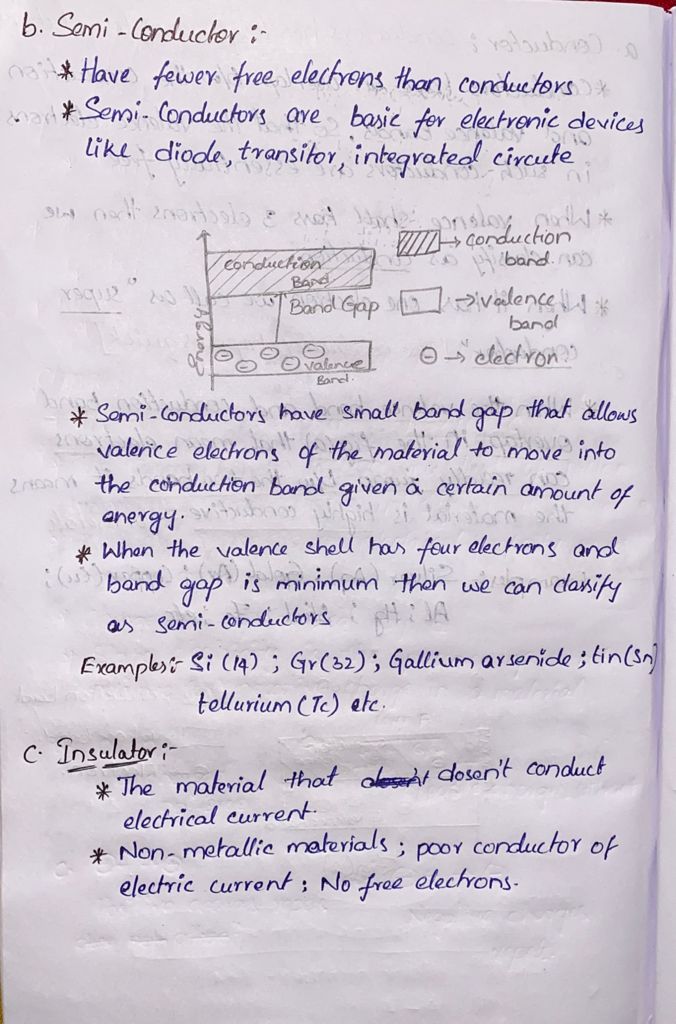 b. Semi-Conductor :-
* Have fewer free electrons than conductors
* Semi-Conductors are basic for electronic devices
like diode, transitor, integrated circute
conduction
Band
Band Gap
Energy
valence
Band.
→ conduction
band.
→ valence
band
⊖ → electron
* Semi-Conductors have small band gap that allows
valence electrons of the material to move into
the conduction band given a certain amount of
energy.
* When the valence shell has four electrons and
band gap is minimum then we can clasify
as semi-conductors
Examples:- Si (14) ; Gr(32) ; Gallium arsenide ; tin(Sn)
tellurium (Te) etc.
C. Insulator :-
* The material that dosen't conduct
electrical current.
* Non-metallic meterials ; poor conductor of
electric current ; No free electrons.